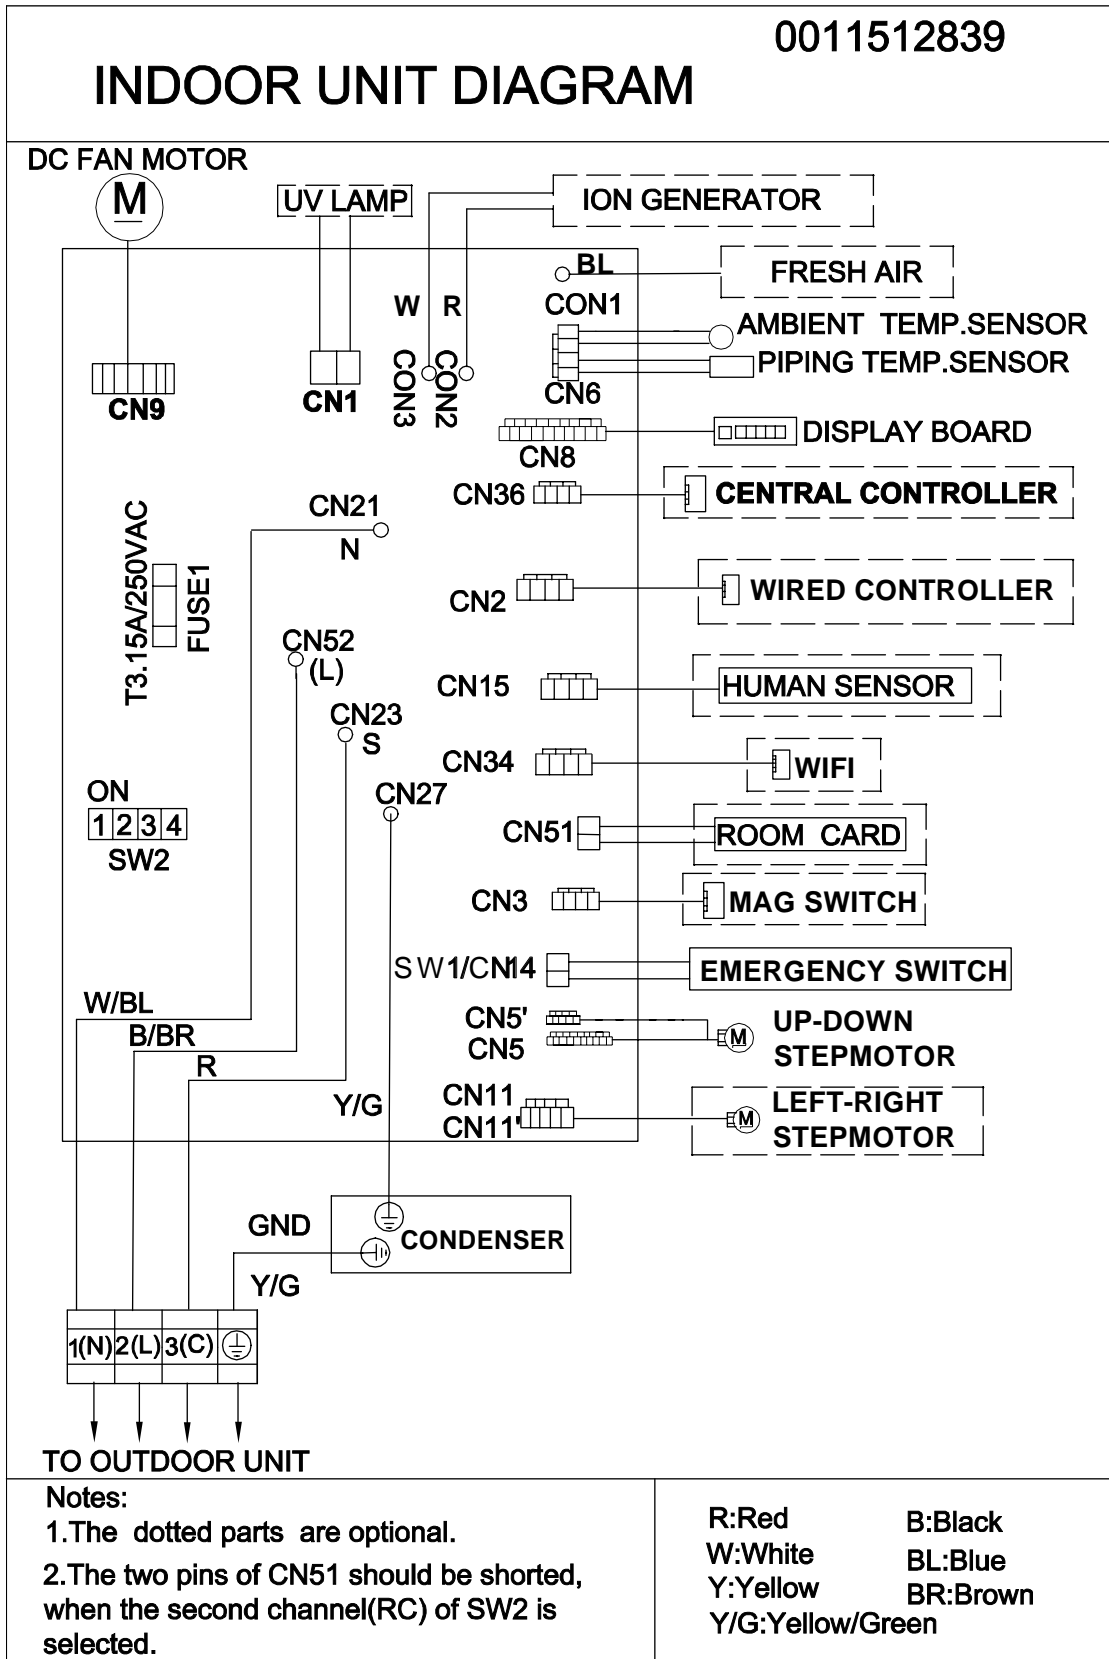 0011512839
INDOOR UNIT DIAGRAM
DC FAN MOTOR
M
UV LAMP
ION GENERATOR
BL
FRESH AIR
W R
CON1
AMBIENT TEMP.SENSOR
PIPING TEMP.SENSOR
CON3
CON2
CN9
CN1
CN6
DISPLAY BOARD
CN8
CN36
CENTRAL CONTROLLER
CN21
N
T3.15A/250VAC
FUSE1
CN2
WIRED CONTROLLER
CN52
(L)
CN15
HUMAN SENSOR
CN23
S
CN34
WIFI
ON
1 2 3 4
SW2
CN27
CN51
ROOM CARD
CN3
MAG SWITCH
SW1/CN14
EMERGENCY SWITCH
W/BL
B/BR
R
CN5'
CN5
M
UP-DOWN
STEPMOTOR
Y/G
CN11
CN11'
M
LEFT-RIGHT
STEPMOTOR
GND
CONDENSER
Y/G
1(N) 2(L) 3(C)
TO OUTDOOR UNIT
Notes:
1.The dotted parts are optional.
2.The two pins of CN51 should be shorted,
when the second channel(RC) of SW2 is
selected.
R:Red
W:White
Y:Yellow
Y/G:Yellow/Green
B:Black
BL:Blue
BR:Brown